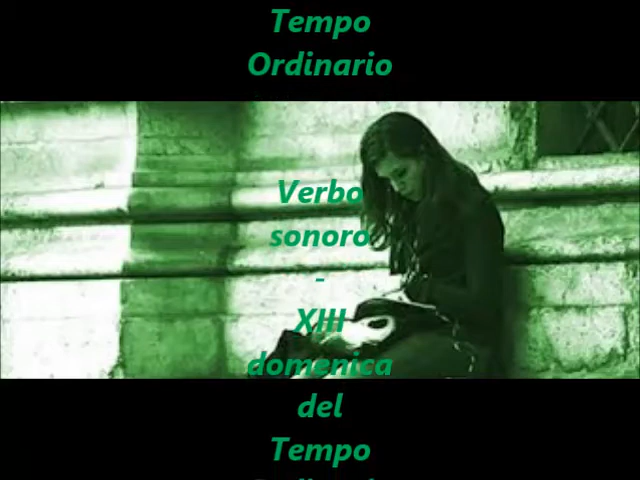 Tempo
Ordinario
Verbo
sonoro
-
XIII
domenica
del
Tempo